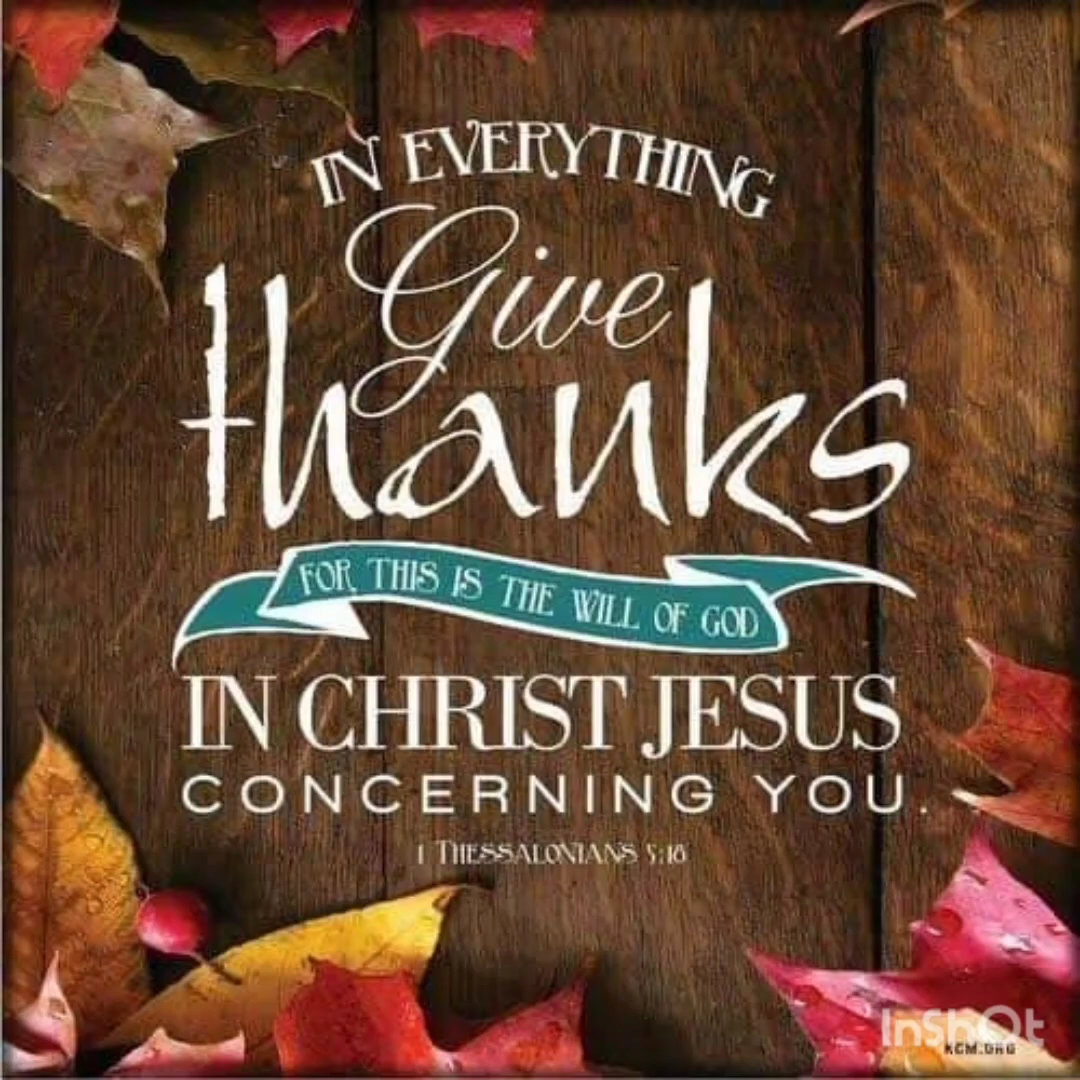 IN EVERYTHING
Give
thanks
FOR THIS IS THE WILL OF GOD
IN CHRIST JESUS
CONCERNING YOU.
1 THESSALONIANS 5:18
InShOt
KCM.ORG